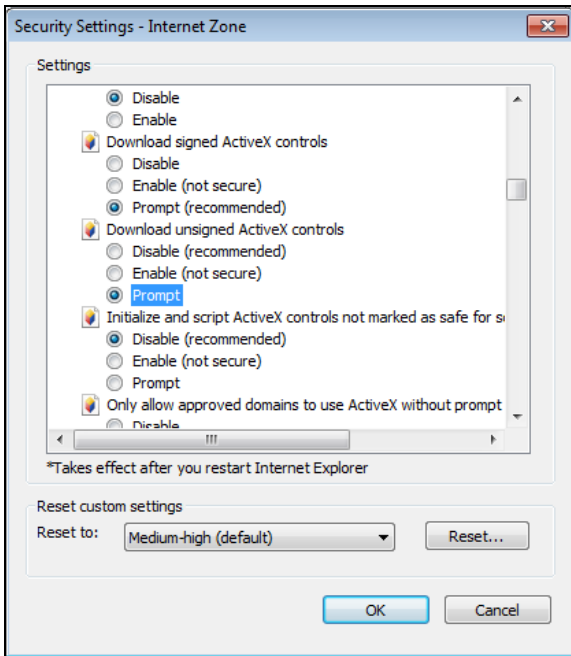 Security Settings - Internet Zone
Settings
Disable
Enable
Download signed ActiveX controls
Disable
Enable (not secure)
Prompt (recommended)
Download unsigned ActiveX controls
Disable (recommended)
Enable (not secure)
Prompt
Initialize and script ActiveX controls not marked as safe for s
Disable (recommended)
Enable (not secure)
Prompt
Only allow approved domains to use ActiveX without prompt
Disable
*Takes effect after you restart Internet Explorer
Reset custom settings
Reset to: Medium-high (default) Reset...
OK Cancel